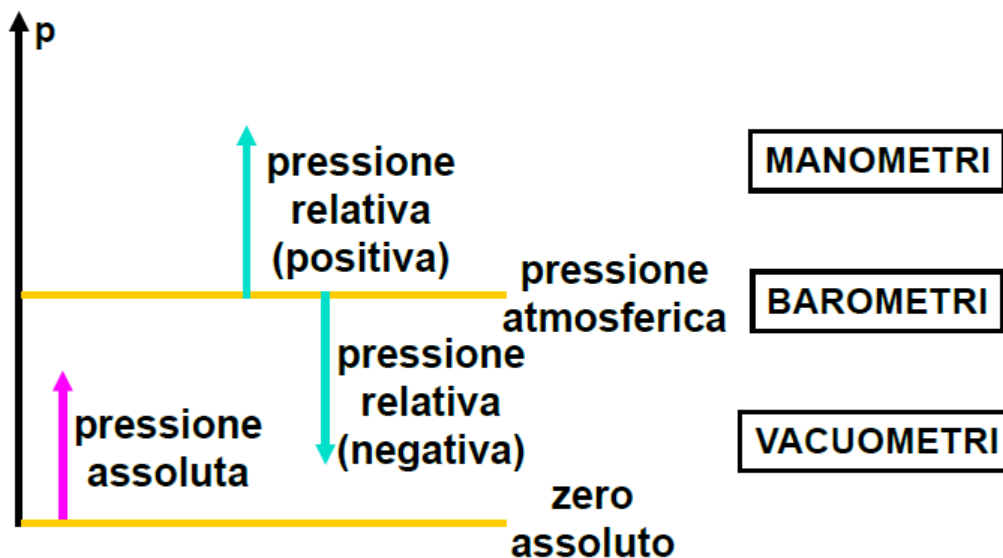 p
pressione
relativa
(positiva)
MANOMETRI
pressione
atmosferica
BAROMETRI
pressione
relativa
(negativa)
pressione
assoluta
VACUOMETRI
zero
assoluto